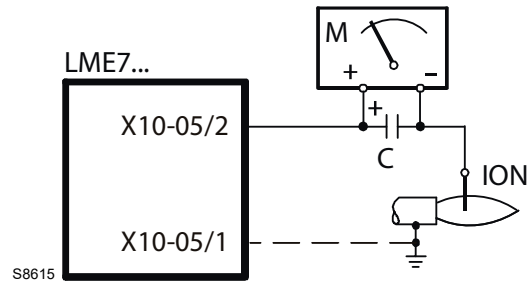 M
LME7...
+ -
X10-05/2
+
C
ION
X10-05/1
S8615